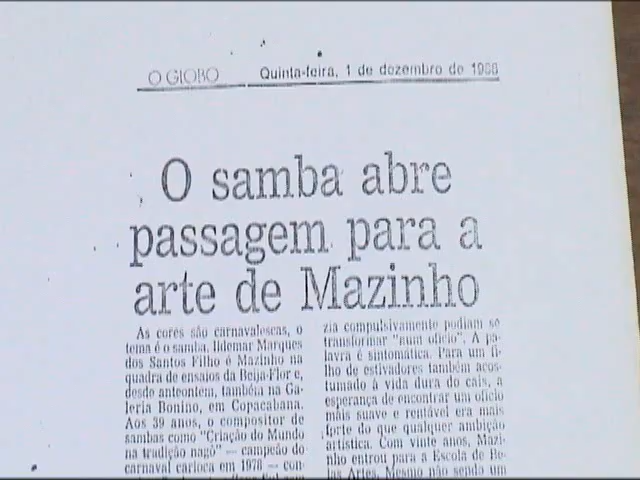 O GLOBO Quinta-feira, 1 de dezembro de 1988
O samba abre
passagem para a
arte de Mazinho
As cores são carnavalescas, o
tema é o samba. Ildemar Marques
dos Santos Filho é Mazinho na
quadra de ensaios da Beija-Flor e,
desde anteontem, também na Ga-
leria Bonino, em Copacabana.
Aos 39 anos, o compositor de
sambas como "Criação do Mundo
na tradição nagô" — campeão do
carnaval carioca em 1978 — con-
zia compulsivamente podiam se
transformar "num ofício". A pa-
lavra é sintomática. Para um fi-
lho de estivadores também acos-
tumado à vida dura do cais, a
esperança de encontrar um ofício
mais suave e rentável era mais
forte do que qualquer ambição
artística. Com vinte anos, Mazi-
nho entrou para a Escola de Be-
las Artes. Mesmo não sendo um